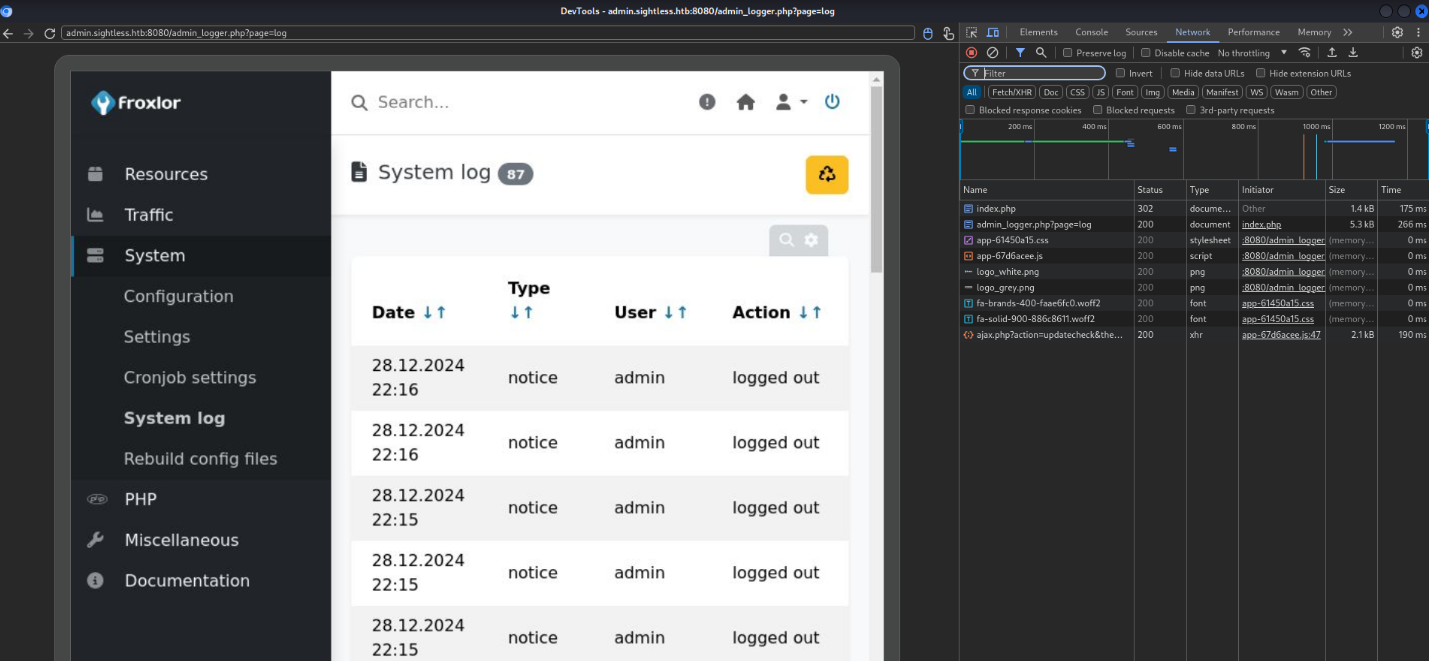 DevTools - admin.sightless.htb:8080/admin_logger.php?page=log
admin.sightless.htb:8080/admin_logger.php?page=log
froxlor
Resources
Traffic
System
Configuration
Settings
Cronjob settings
System log
Rebuild config files
php
PHP
Miscellaneous
Documentation
Search...
System log 87
Date Type User Action
28.12.2024 22:16 notice admin logged out
28.12.2024 22:16 notice admin logged out
28.12.2024 22:15 notice admin logged out
28.12.2024 22:15 notice admin logged out
28.12.2024 22:15 notice admin logged out
Elements Console Sources Network Performance Memory
Preserve log Disable cache No throttling
Filter Invert Hide data URLs Hide extension URLs
All Fetch/XHR Doc CSS JS Font Img Media Manifest WS Wasm Other
Blocked response cookies Blocked requests 3rd-party requests
200 ms 400 ms 600 ms 800 ms 1000 ms 1200 ms
Name Status Type Initiator Size Time
index.php 302 docume... Other 1.4 kB 175 ms
admin_logger.php?page=log 200 document index.php 5.3 kB 266 ms
app-61450a15.css 200 stylesheet :8080/admin_logger (memory... 0 ms
app-67d6acee.js 200 script :8080/admin_logger (memory... 0 ms
logo_white.png 200 png :8080/admin_logger (memory... 0 ms
logo_grey.png 200 png :8080/admin_logger (memory... 0 ms
fa-brands-400-faae6fc0.woff2 200 font app-61450a15.css (memory... 0 ms
fa-solid-900-886c8611.woff2 200 font app-61450a15.css (memory... 0 ms
ajax.php?action=updatecheck&the... 200 xhr app-67d6acee.js:47 2.1 kB 190 ms